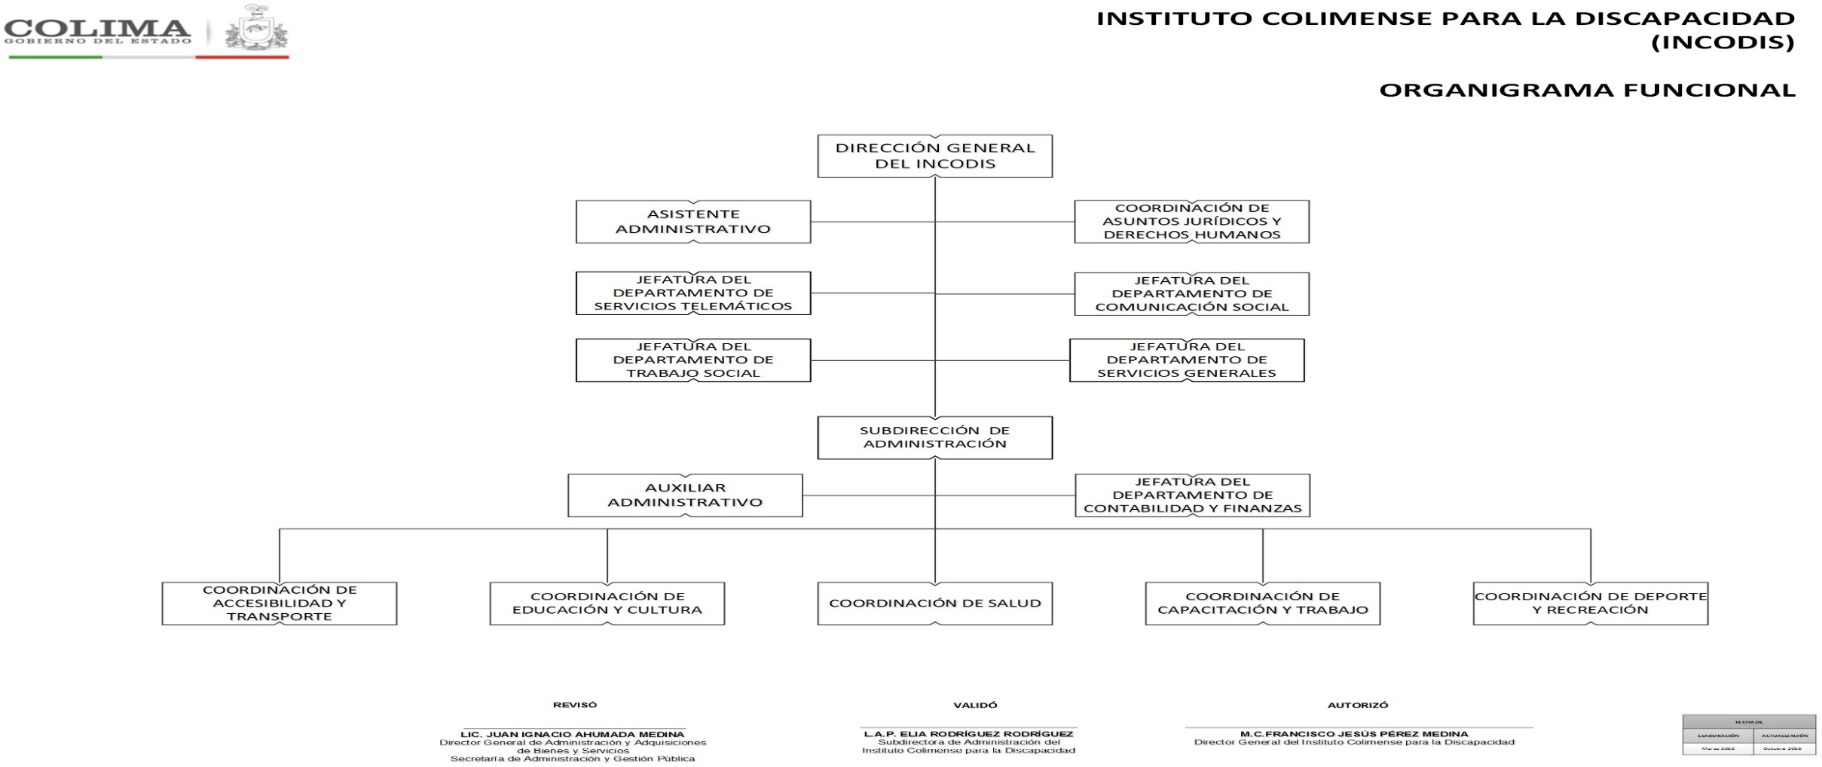 COLIMA
GOBIERNO DEL ESTADO
INSTITUTO COLIMENSE PARA LA DISCAPACIDAD
(INCODIS)
ORGANIGRAMA FUNCIONAL
DIRECCIÓN GENERAL
DEL INCODIS
ASISTENTE
ADMINISTRATIVO
COORDINACIÓN DE
ASUNTOS JURÍDICOS Y
DERECHOS HUMANOS
JEFATURA DEL
DEPARTAMENTO DE
SERVICIOS TELEMÁTICOS
JEFATURA DEL
DEPARTAMENTO DE
COMUNICACIÓN SOCIAL
JEFATURA DEL
DEPARTAMENTO DE
TRABAJO SOCIAL
JEFATURA DEL
DEPARTAMENTO DE
SERVICIOS GENERALES
SUBDIRECCIÓN DE
ADMINISTRACIÓN
AUXILIAR
ADMINISTRATIVO
JEFATURA DEL
DEPARTAMENTO DE
CONTABILIDAD Y FINANZAS
COORDINACIÓN DE
ACCESIBILIDAD Y
TRANSPORTE
COORDINACIÓN DE
EDUCACIÓN Y CULTURA
COORDINACIÓN DE SALUD
COORDINACIÓN DE
CAPACITACIÓN Y TRABAJO
COORDINACIÓN DE DEPORTE
Y RECREACIÓN
REVISÓ
LIC. JUAN IGNACIO AHUMADA MEDINA
Director General de Administración y Adquisiciones
de Bienes y Servicios
Secretaría de Administración y Gestión Pública
VALIDÓ
L.A.P. ELIA RODRÍGUEZ RODRÍGUEZ
Subdirectora de Administración del
Instituto Colimense para la Discapacidad
AUTORIZÓ
M.C.FRANCISCO JESÚS PÉREZ MEDINA
Director General del Instituto Colimense para la Discapacidad
FECHA DE
ELABORACIÓN ACTUALIZACIÓN
Marzo Octubre